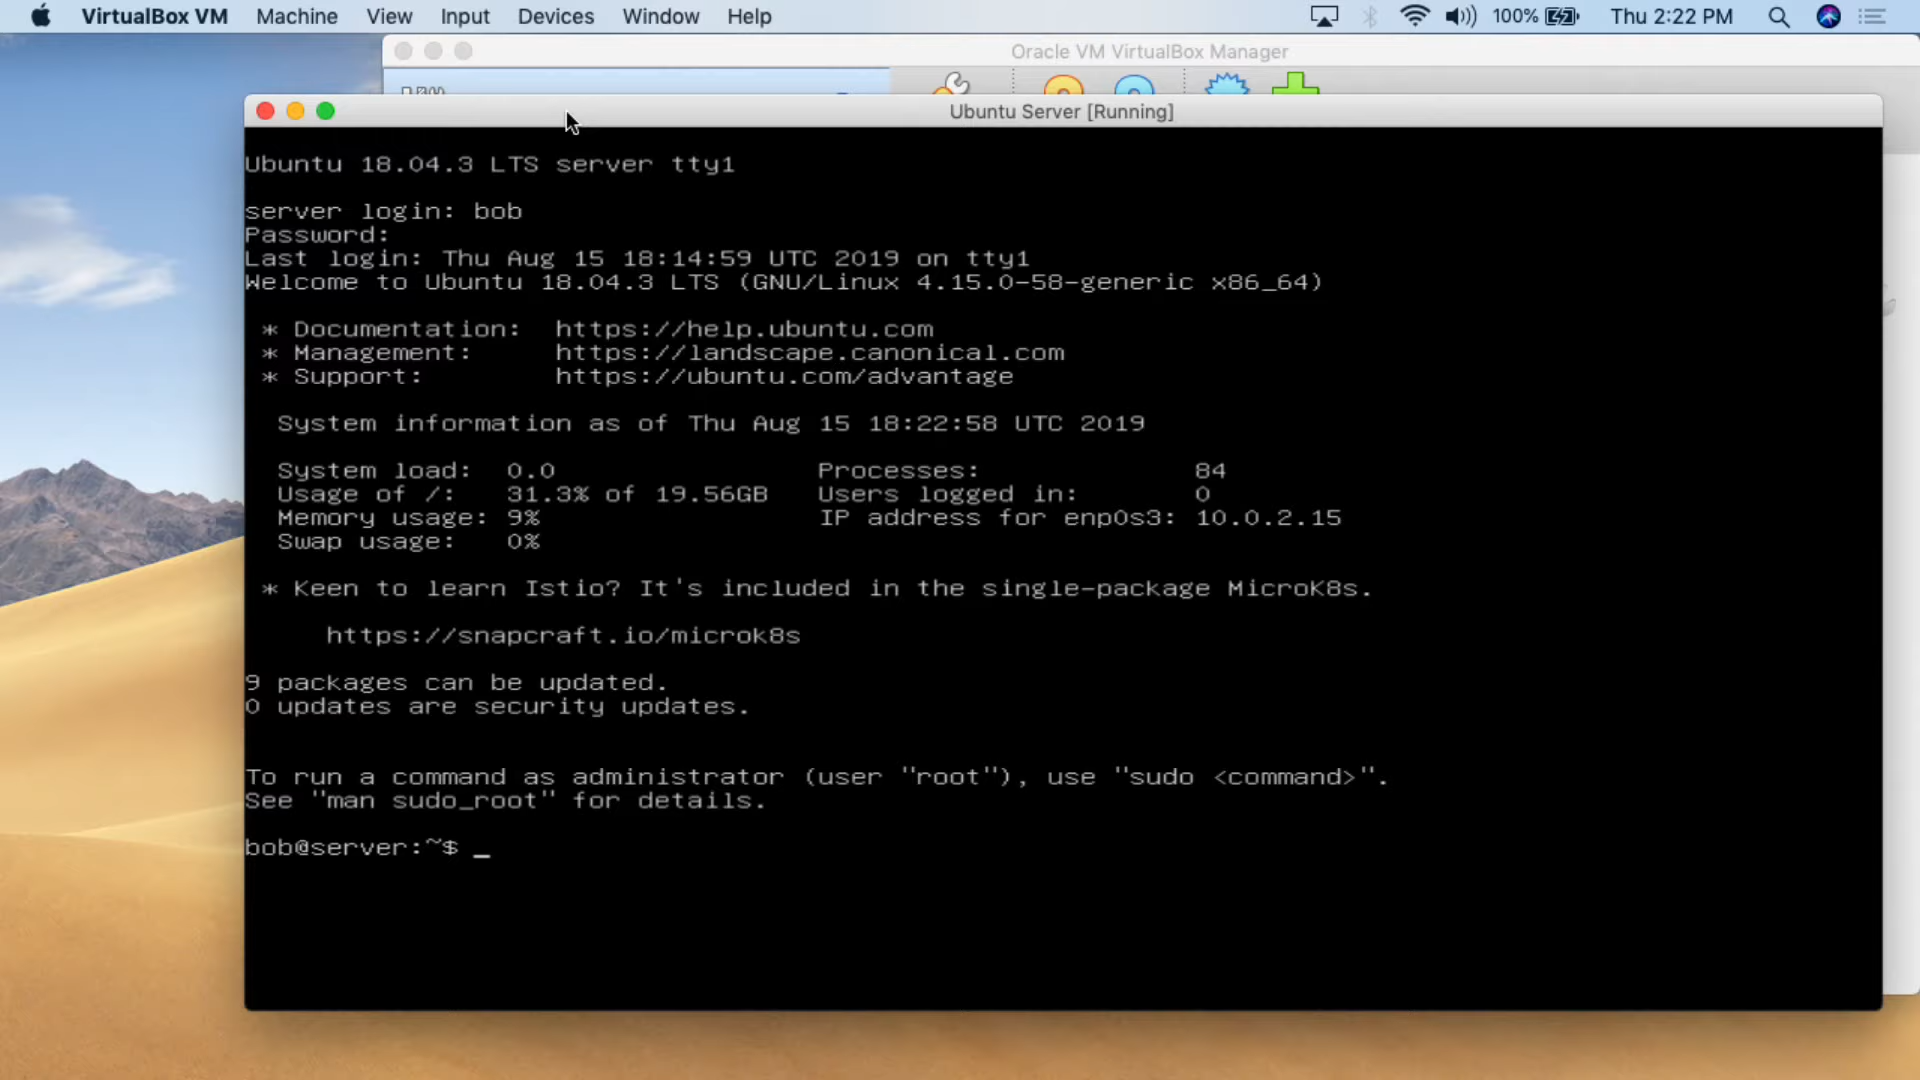 VirtualBox VM Machine View Input Devices Window Help 100% Thu 2:22 PM
Oracle VM VirtualBox Manager
Ubuntu Server [Running]
Ubuntu 18.04.3 LTS server tty1
server login: bob
Password:
Last login: Thu Aug 15 18:14:59 UTC 2019 on tty1
Welcome to Ubuntu 18.04.3 LTS (GNU/Linux 4.15.0-58-generic x86_64)
* Documentation: https://help.ubuntu.com
* Management: https://landscape.canonical.com
* Support: https://ubuntu.com/advantage
System information as of Thu Aug 15 18:22:58 UTC 2019
System load: 0.0 Processes: 84
Usage of /: 31.3% of 19.56GB Users logged in: 0
Memory usage: 9% IP address for enp0s3: 10.0.2.15
Swap usage: 0%
* Keen to learn Istio? It's included in the single-package MicroK8s.
https://snapcraft.io/microk8s
9 packages can be updated.
0 updates are security updates.
To run a command as administrator (user "root"), use "sudo <command>".
See "man sudo_root" for details.
bob@server:~$ _